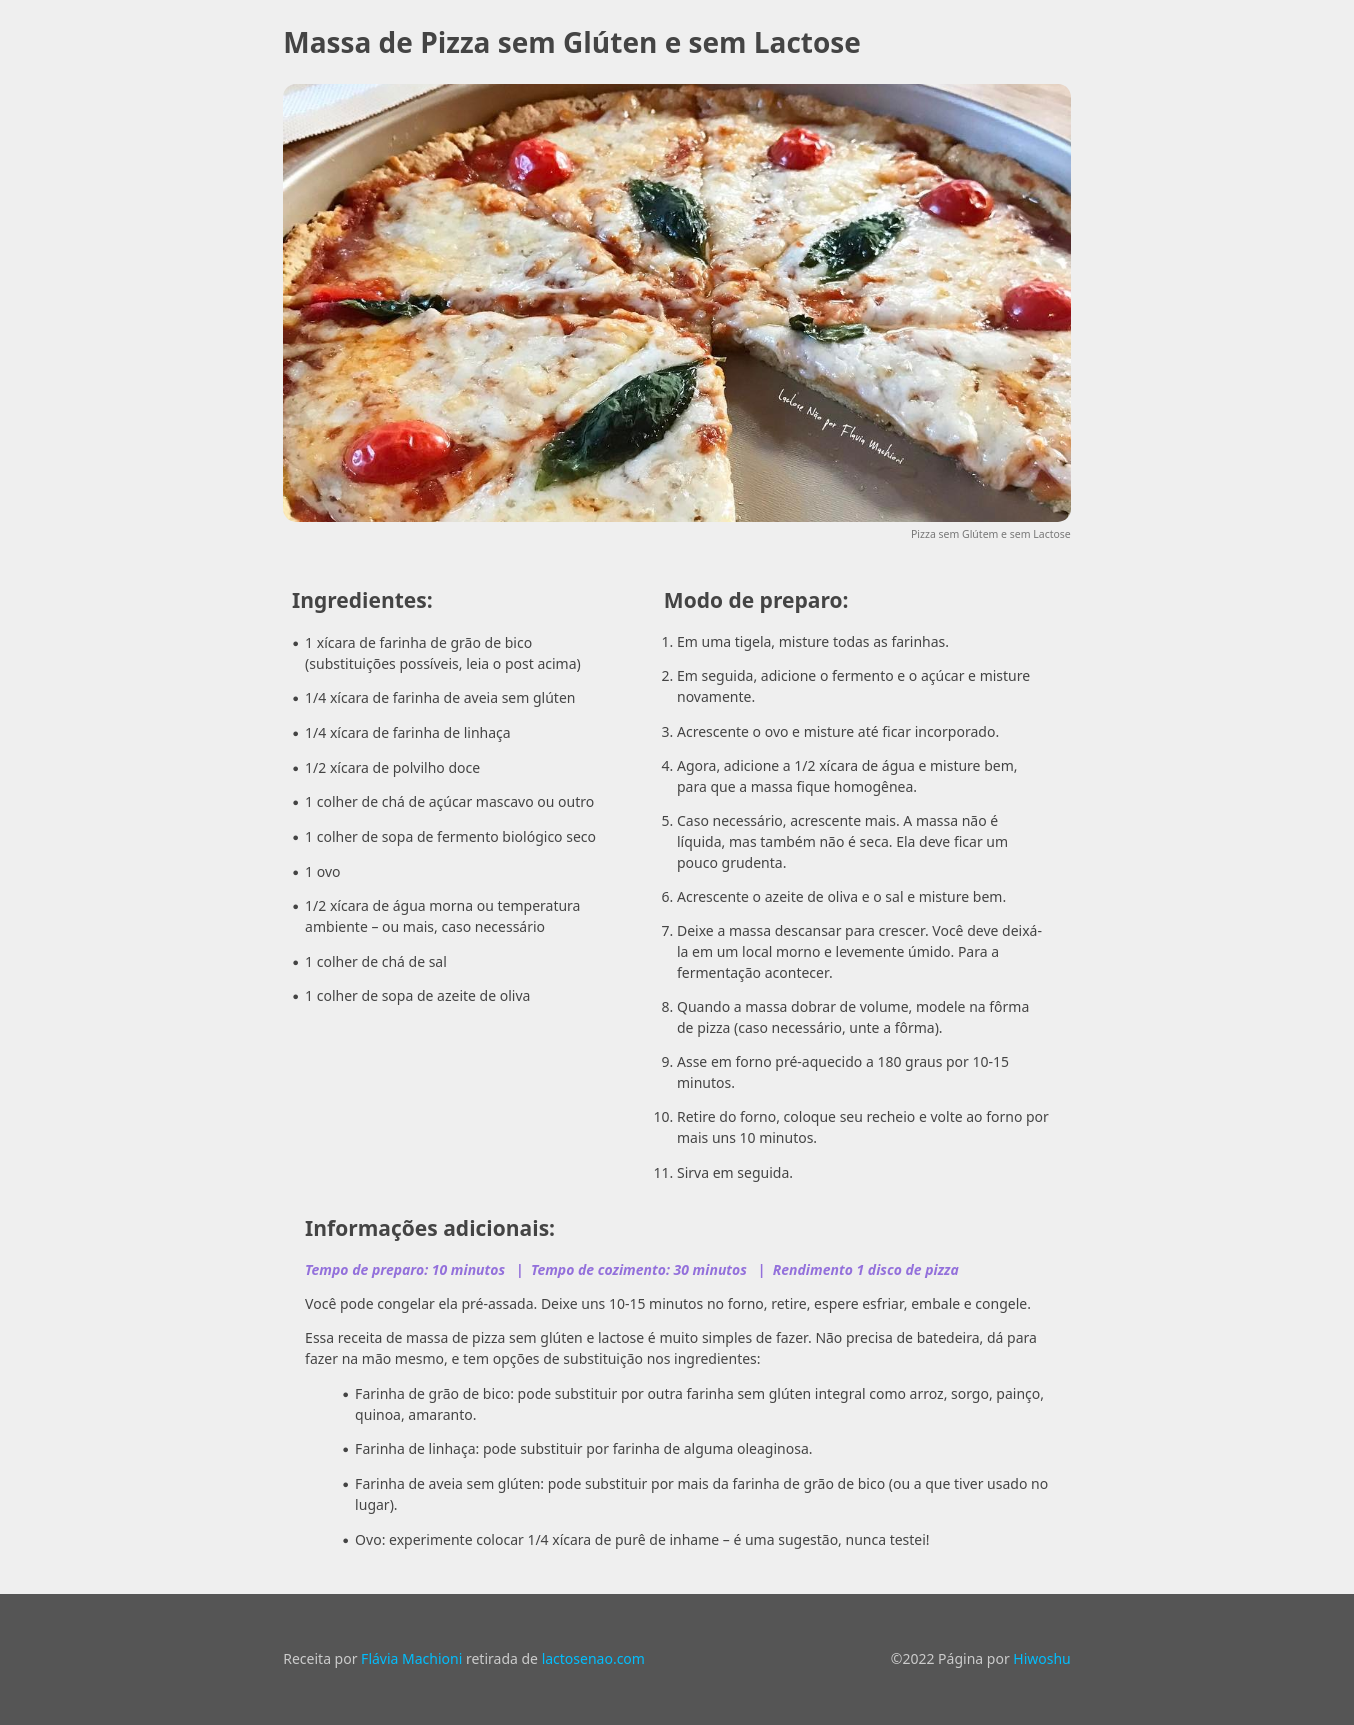 Massa de Pizza sem Glúten e sem Lactose
Lactose Não por Flavia Machioni
Pizza sem Glútem e sem Lactose
Ingredientes:
• 1 xícara de farinha de grão de bico
(substituições possíveis, leia o post acima)
• 1/4 xícara de farinha de aveia sem glúten
• 1/4 xícara de farinha de linhaça
• 1/2 xícara de polvilho doce
• 1 colher de chá de açúcar mascavo ou outro
• 1 colher de sopa de fermento biológico seco
• 1 ovo
• 1/2 xícara de água morna ou temperatura
ambiente – ou mais, caso necessário
• 1 colher de chá de sal
• 1 colher de sopa de azeite de oliva
Modo de preparo:
1. Em uma tigela, misture todas as farinhas.
2. Em seguida, adicione o fermento e o açúcar e misture
novamente.
3. Acrescente o ovo e misture até ficar incorporado.
4. Agora, adicione a 1/2 xícara de água e misture bem,
para que a massa fique homogênea.
5. Caso necessário, acrescente mais. A massa não é
líquida, mas também não é seca. Ela deve ficar um
pouco grudenta.
6. Acrescente o azeite de oliva e o sal e misture bem.
7. Deixe a massa descansar para crescer. Você deve deixá-
la em um local morno e levemente úmido. Para a
fermentação acontecer.
8. Quando a massa dobrar de volume, modele na fôrma
de pizza (caso necessário, unte a fôrma).
9. Asse em forno pré-aquecido a 180 graus por 10-15
minutos.
10. Retire do forno, coloque seu recheio e volte ao forno por
mais uns 10 minutos.
11. Sirva em seguida.
Informações adicionais:
Tempo de preparo: 10 minutos | Tempo de cozimento: 30 minutos | Rendimento 1 disco de pizza
Você pode congelar ela pré-assada. Deixe uns 10-15 minutos no forno, retire, espere esfriar, embale e congele.
Essa receita de massa de pizza sem glúten e lactose é muito simples de fazer. Não precisa de batedeira, dá para
fazer na mão mesmo, e tem opções de substituição nos ingredientes:
• Farinha de grão de bico: pode substituir por outra farinha sem glúten integral como arroz, sorgo, painço,
quinoa, amaranto.
• Farinha de linhaça: pode substituir por farinha de alguma oleaginosa.
• Farinha de aveia sem glúten: pode substituir por mais da farinha de grão de bico (ou a que tiver usado no
lugar).
• Ovo: experimente colocar 1/4 xícara de purê de inhame – é uma sugestão, nunca testei!
Receita por Flávia Machioni retirada de lactosenao.com
©2022 Página por Hiwoshu